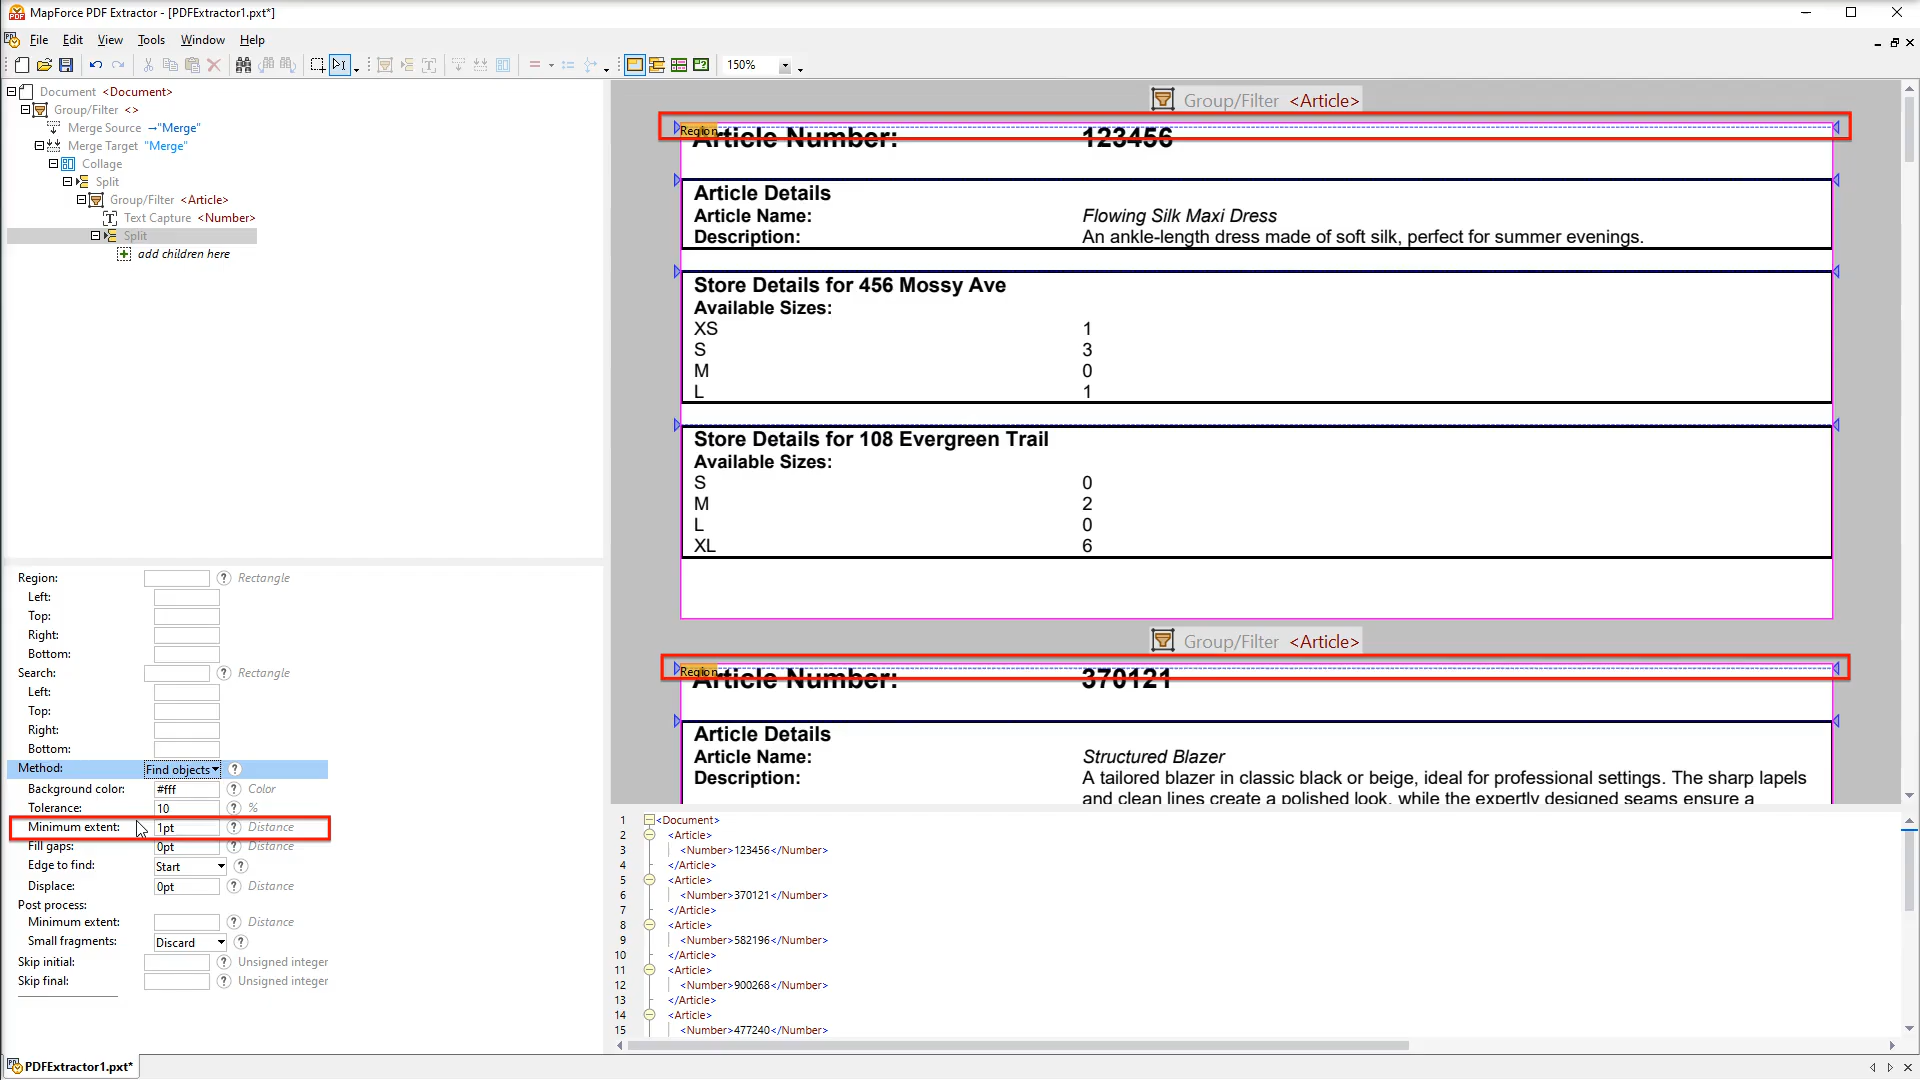 MapForce PDF Extractor - [PDFExtractor1.pxt*]
File Edit View Tools Window Help
150%
Document <Document>
Group/Filter <>
Merge Source →"Merge"
Merge Target "Merge"
Collage
Split
Group/Filter <Article>
Text Capture <Number>
Split
add children here
Region: Rectangle
Left:
Top:
Right:
Bottom:
Search: Rectangle
Left:
Top:
Right:
Bottom:
Method: Find objects
Background color: #fff Color
Tolerance: 10 %
Minimum extent: 1pt Distance
Fill gaps: 0pt Distance
Edge to find: Start
Displace: 0pt Distance
Post process:
Minimum extent: Distance
Small fragments: Discard
Skip initial: Unsigned integer
Skip final: Unsigned integer
PDFExtractor1.pxt*
Group/Filter <Article>
Region
Article Number: 123456
Article Details
Article Name: Flowing Silk Maxi Dress
Description: An ankle-length dress made of soft silk, perfect for summer evenings.
Store Details for 456 Mossy Ave
Available Sizes:
XS 1
S 3
M 0
L 1
Store Details for 108 Evergreen Trail
Available Sizes:
S 0
M 2
L 0
XL 6
Group/Filter <Article>
Region
Article Number: 370121
Article Details
Article Name: Structured Blazer
Description: A tailored blazer in classic black or beige, ideal for professional settings. The sharp lapels
and clean lines create a polished look, while the expertly designed seams ensure a
1 <Document>
2 <Article>
3 <Number>123456</Number>
4 </Article>
5 <Article>
6 <Number>370121</Number>
7 </Article>
8 <Article>
9 <Number>582196</Number>
10 </Article>
11 <Article>
12 <Number>900268</Number>
13 </Article>
14 <Article>
15 <Number>477240</Number>